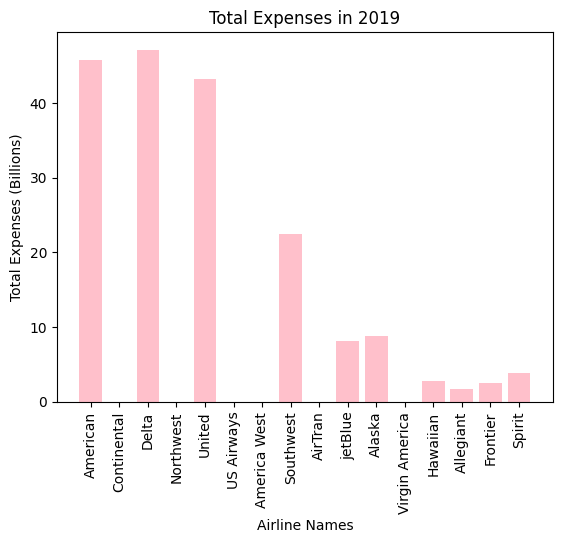 Total Expenses in 2019
Total Expenses (Billions)
40
30
20
10
0
American
Continental
Delta
Northwest
United
US Airways
America West
Southwest
AirTran
jetBlue
Alaska
Virgin America
Hawaiian
Allegiant
Frontier
Spirit
Airline Names